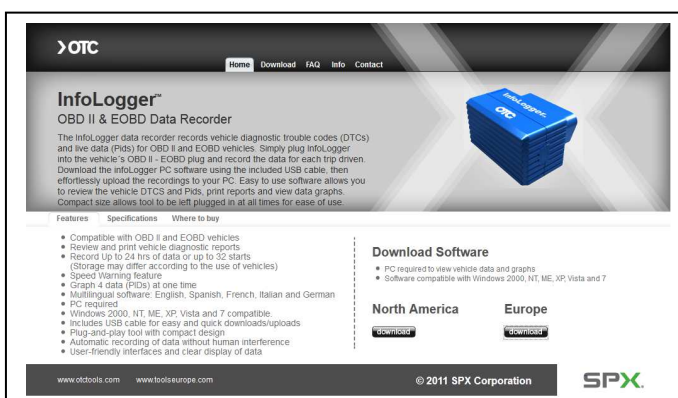 OTC
Home Download FAQ Info Contact
InfoLogger™
OBD II & EOBD Data Recorder
The InfoLogger data recorder records vehicle diagnostic trouble codes (DTCs)
and live data (Pids) for OBD II and EOBD vehicles. Simply plug InfoLogger
into the vehicle´s OBD II - EOBD plug and record the data for each trip driven.
Download the infoLogger PC software using the included USB cable, then
effortlessly upload the recordings to your PC. Easy to use software allows you
to review the vehicle DTCS and Pids, print reports and view data graphs.
Compact size allows tool to be left plugged in at all times for ease of use.
InfoLogger™
OTC
Features Specifications Where to buy
• Compatible with OBD II and EOBD vehicles
• Review and print vehicle diagnostic reports
• Record Up to 24 hrs of data or up to 32 starts
(Storage may differ according to the use of vehicles)
• Speed Warning feature
• Graph 4 data (PIDs) at one time
• Multilingual software: English, Spanish, French, Italian and German
• PC required
• Windows 2000, NT, ME, XP, Vista and 7 compatible.
• Includes USB cable for easy and quick downloads/uploads
• Plug-and-play tool with compact design
• Automatic recording of data without human interference
• User-friendly interfaces and clear display of data
Download Software
• PC required to view vehicle data and graphs
• Software compatible with Windows 2000, NT, ME, XP, Vista and 7
North America Europe
download download
www.otctools.com www.toolseurope.com © 2011 SPX Corporation SPX.